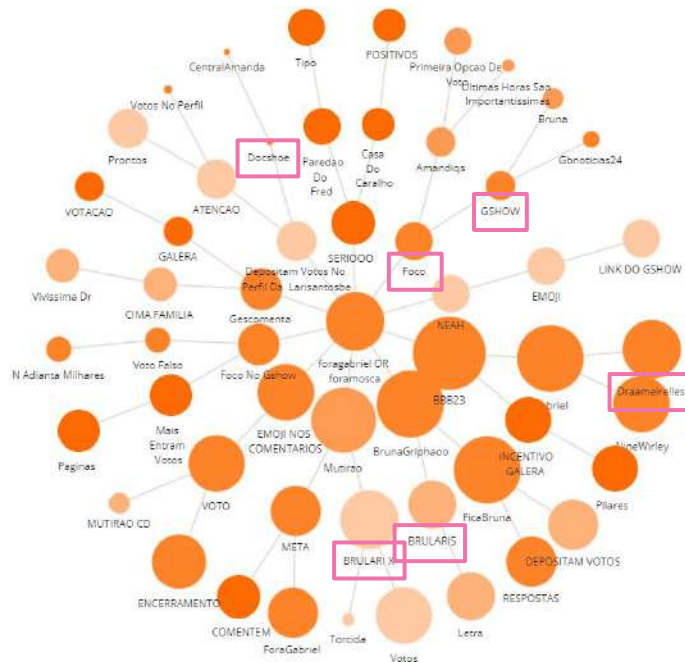 CentralAmanda
Tipo
POSITIVOS
Primeira Opcao De
Voto
Ultimas Horas Sao
Importantissimas
Votos No Perfil
Bruna
Prontos
Docshoe
Paredao
Do
Fred
Casa
Do
Caralho
Amandiqs
Gbnoticias24
VOTACAO
ATENCAO
GSHOW
GALERA
SERIOOO
Depositam Votos No
Perfil Da Larisantosbe
Foco
LINK DO GSHOW
EMOJI
Vivissima Dr
CIMA FAMILIA
Gescomenta
NEAH
foragabriel OR
foramosca
N Adianta Milhares
Voto Falso
Foco No Gshow
BBB23
briel
Draameirelles
Mais
Entram
Votos
EMOJI NOS
COMENTARIOS
BrunaGriphaoo
INCENTIVO
GALERA
NineWirley
Paginas
Mutirao
VOTO
FicaBruna
Pilares
MUTIRAO CD
META
BRULARI X
BRULARIS
DEPOSITAM VOTOS
ENCERRAMENTO
RESPOSTAS
COMENTEM
ForaGabriel
Torcida
Votos
Letra